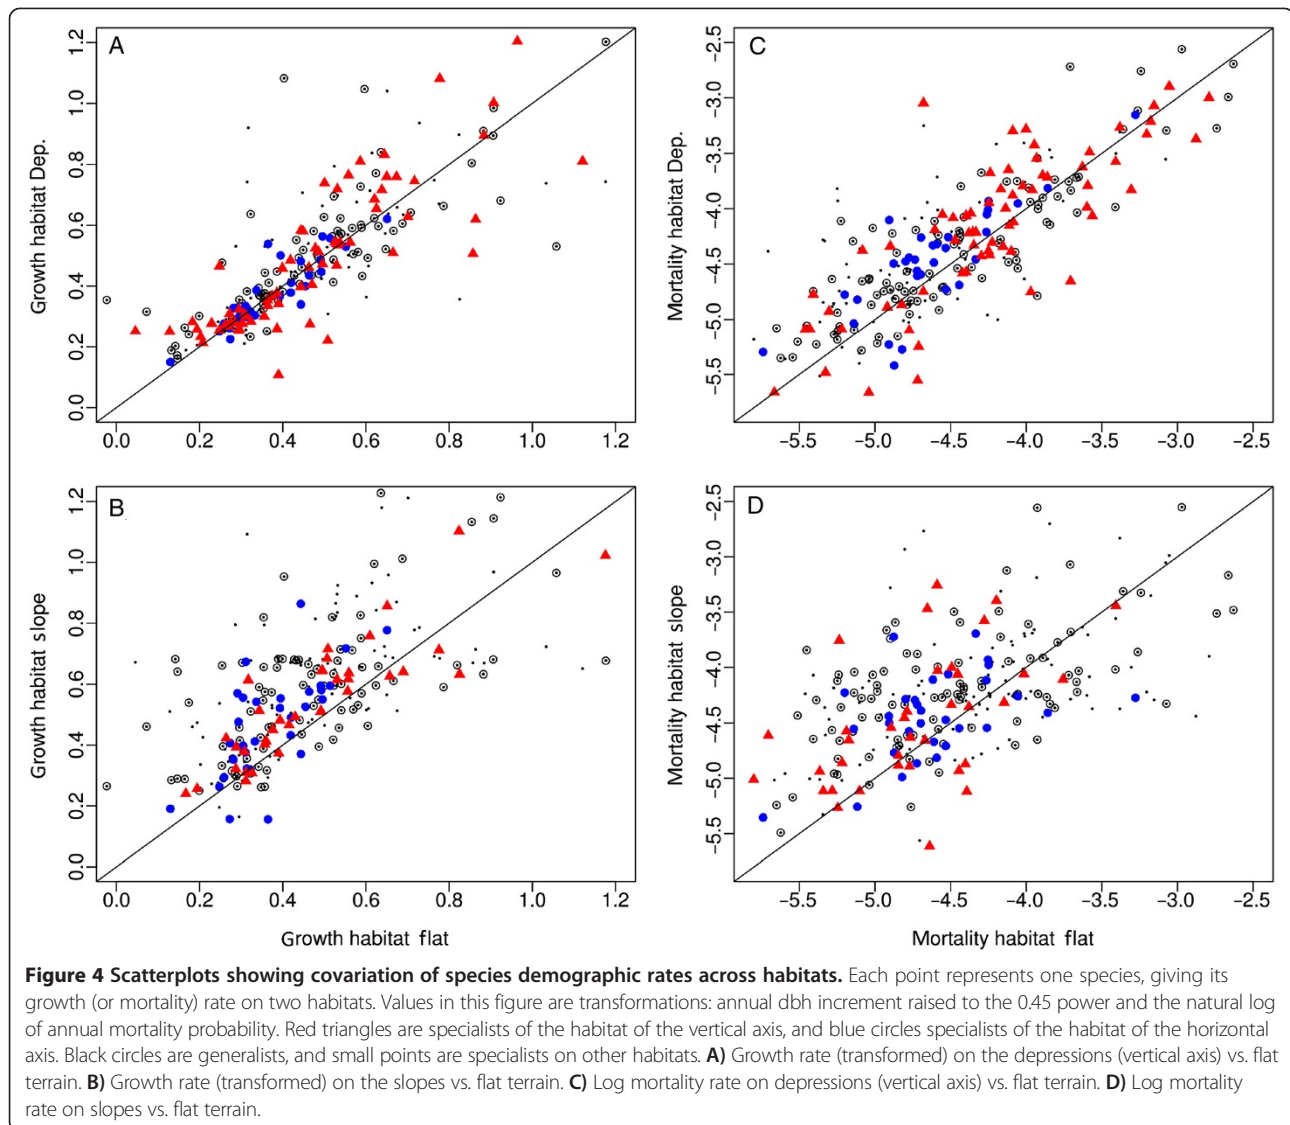 A
Growth habitat Dep.
0.0 0.2 0.4 0.6 0.8 1.0 1.2
0.0 0.2 0.4 0.6 0.8 1.0 1.2
C
Mortality habitat Dep.
−5.5 −5.0 −4.5 −4.0 −3.5 −3.0 −2.5
−5.5 −5.0 −4.5 −4.0 −3.5 −3.0 −2.5
B
Growth habitat slope
0.0 0.2 0.4 0.6 0.8 1.0 1.2
0.0 0.2 0.4 0.6 0.8 1.0 1.2
Growth habitat flat
D
Mortality habitat slope
−5.5 −5.0 −4.5 −4.0 −3.5 −3.0 −2.5
−5.5 −5.0 −4.5 −4.0 −3.5 −3.0 −2.5
Mortality habitat flat
Figure 4 Scatterplots showing covariation of species demographic rates across habitats. Each point represents one species, giving its
growth (or mortality) rate on two habitats. Values in this figure are transformations: annual dbh increment raised to the 0.45 power and the natural log
of annual mortality probability. Red triangles are specialists of the habitat of the vertical axis, and blue circles specialists of the habitat of the horizontal
axis. Black circles are generalists, and small points are specialists on other habitats. A) Growth rate (transformed) on the depressions (vertical axis) vs. flat
terrain. B) Growth rate (transformed) on the slopes vs. flat terrain. C) Log mortality rate on depressions (vertical axis) vs. flat terrain. D) Log mortality
rate on slopes vs. flat terrain.